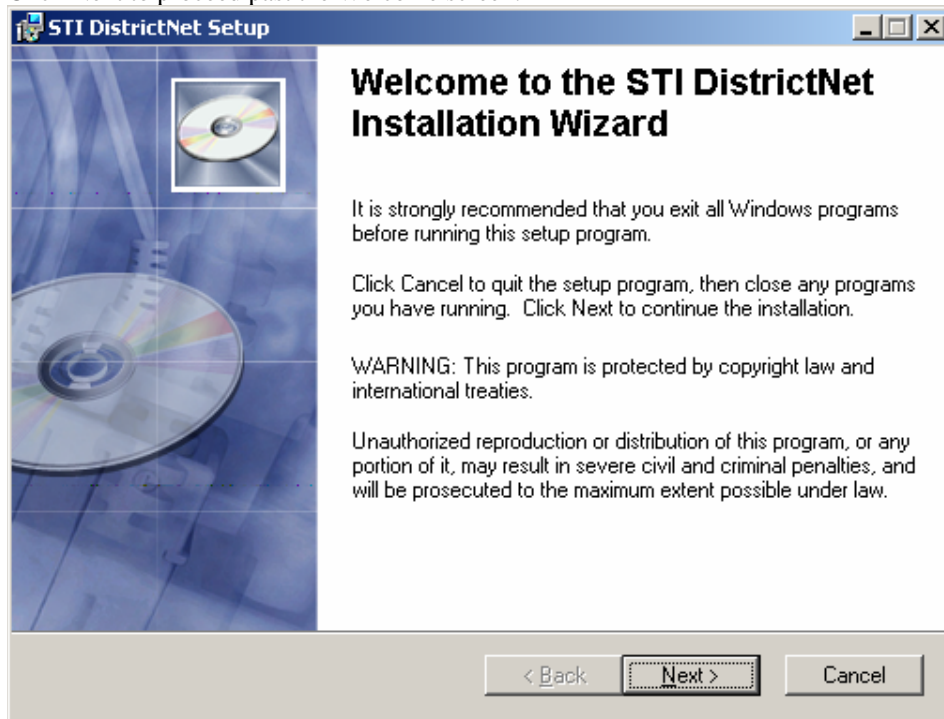 STI DistrictNet Setup
Welcome to the STI DistrictNet
Installation Wizard
It is strongly recommended that you exit all Windows programs
before running this setup program.
Click Cancel to quit the setup program, then close any programs
you have running. Click Next to continue the installation.
WARNING: This program is protected by copyright law and
international treaties.
Unauthorized reproduction or distribution of this program, or any
portion of it, may result in severe civil and criminal penalties, and
will be prosecuted to the maximum extent possible under law.
< Back
Next >
Cancel